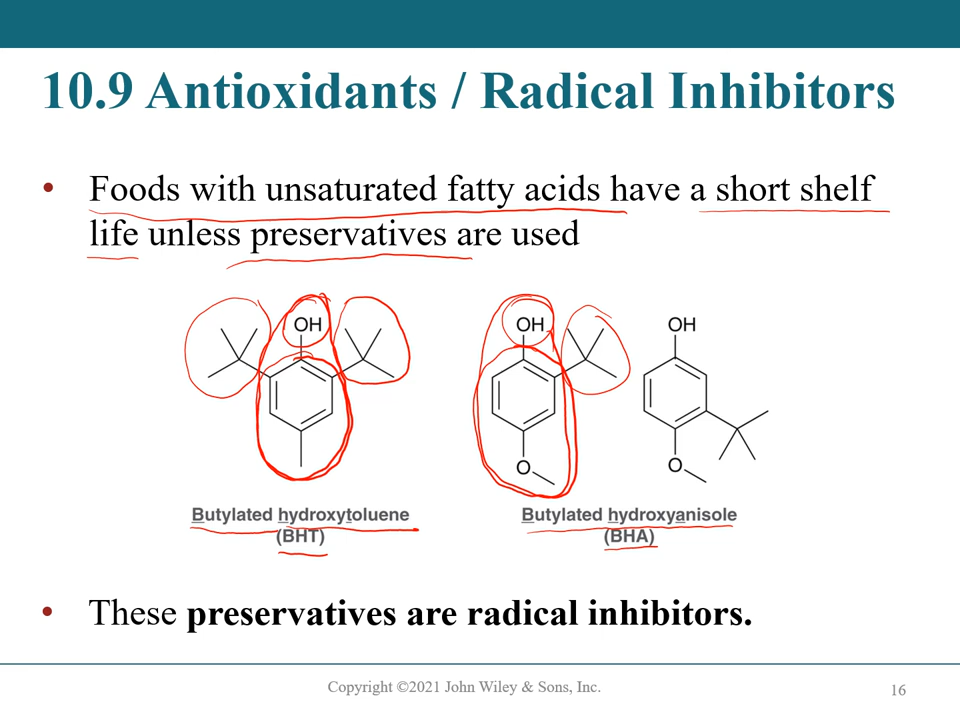 10.9 Antioxidants / Radical Inhibitors
• Foods with unsaturated fatty acids have a short shelf
life unless preservatives are used
OH OH OH
O O
Butylated hydroxytoluene Butylated hydroxyanisole
(BHT) (BHA)
• These preservatives are radical inhibitors.
Copyright ©2021 John Wiley & Sons, Inc. 16